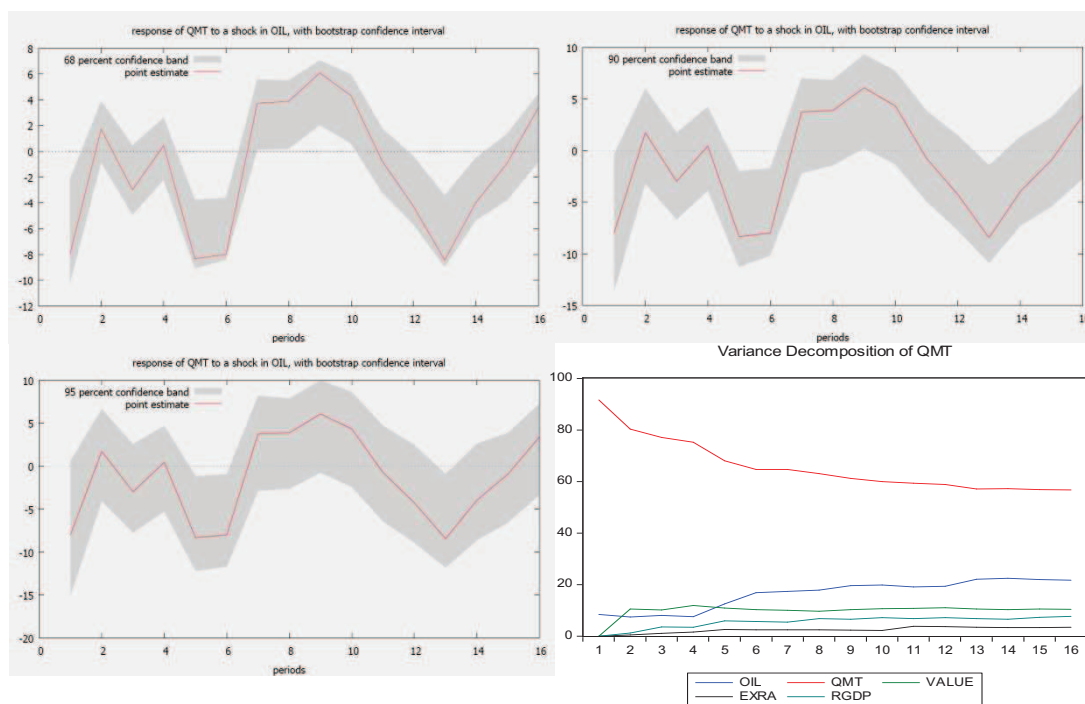 response of QMT to a shock in OIL, with bootstrap confidence interval
8
6
4
2
0
-2
-4
-6
-8
-10
-12
68 percent confidence band
point estimate
0 2 4 6 8 10 12 14 16
periods
response of QMT to a shock in OIL, with bootstrap confidence interval
10
5
0
-5
-10
-15
90 percent confidence band
point estimate
0 2 4 6 8 10 12 14 16
periods
response of QMT to a shock in OIL, with bootstrap confidence interval
10
5
0
-5
-10
-15
-20
95 percent confidence band
point estimate
0 2 4 6 8 10 12 14 16
periods
Variance Decomposition of QMT
100
80
60
40
20
0
1 2 3 4 5 6 7 8 9 10 11 12 13 14 15 16
OIL QMT VALUE
EXRA RGDP